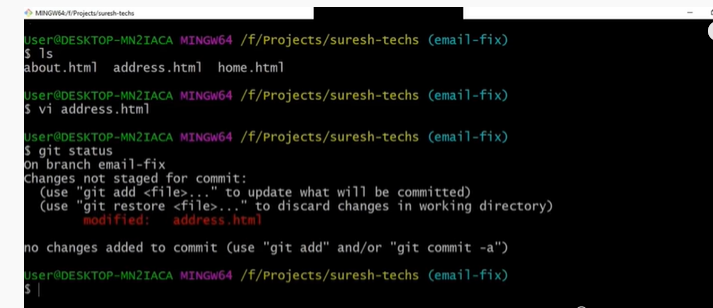 MINGW64:/f/Projects/suresh-techs
User@DESKTOP-MN2IACA MINGW64 /f/Projects/suresh-techs (email-fix)
$ ls
about.html address.html home.html
User@DESKTOP-MN2IACA MINGW64 /f/Projects/suresh-techs (email-fix)
$ vi address.html
User@DESKTOP-MN2IACA MINGW64 /f/Projects/suresh-techs (email-fix)
$ git status
On branch email-fix
Changes not staged for commit:
(use "git add <file>..." to update what will be committed)
(use "git restore <file>..." to discard changes in working directory)
modified: address.html
no changes added to commit (use "git add" and/or "git commit -a")
User@DESKTOP-MN2IACA MINGW64 /f/Projects/suresh-techs (email-fix)
$